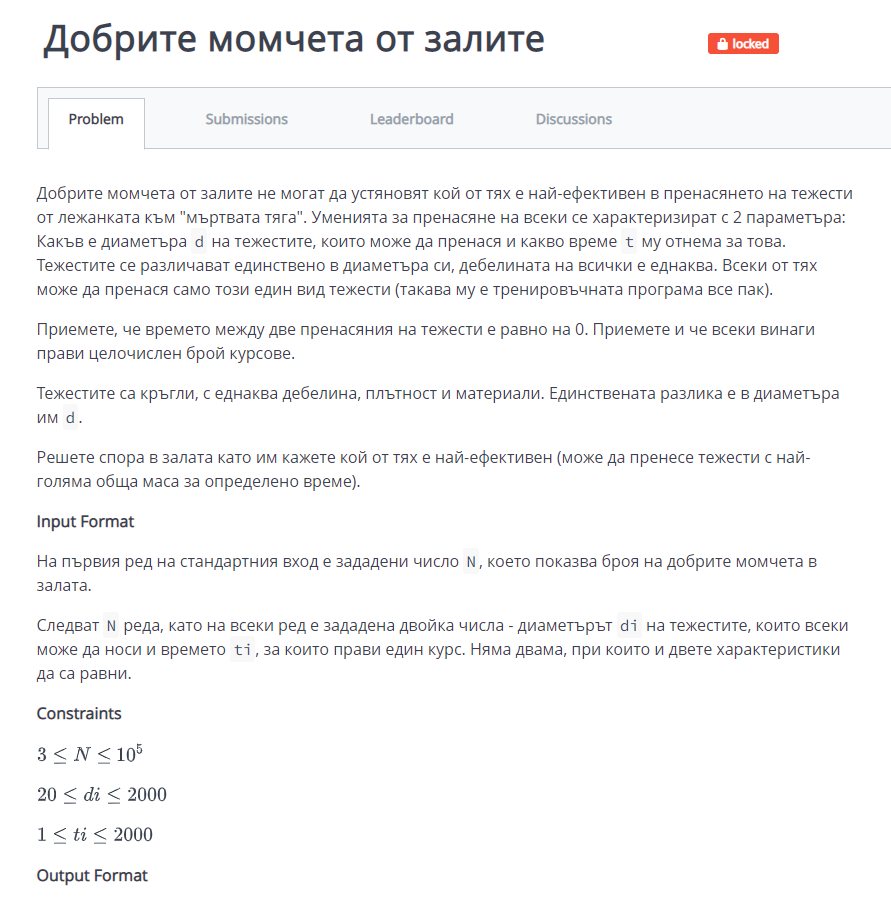 Добрите момчета от залите
locked
Problem
Submissions
Leaderboard
Discussions
Добрите момчета от залите не могат да устяновят кой от тях е най-ефективен в пренасянето на тежести
от лежанката към "мъртвата тяга". Уменията за пренасяне на всеки се характеризират с 2 параметъра:
Какъв е диаметъра d на тежестите, които може да пренася и какво време t му отнема за това.
Тежестите се различават единствено в диаметъра си, дебелината на всички е еднаква. Всеки от тях
може да пренася само този един вид тежести (такава му е тренировъчната програма все пак).
Приемете, че времето между две пренасяния на тежести е равно на 0. Приемете и че всеки винаги
прави целочислен брой курсове.
Тежестите са кръгли, с еднаква дебелина, плътност и материали. Единствената разлика е в диаметъра
им d.
Решете спора в залата като им кажете кой от тях е най-ефективен (може да пренесе тежести с най-
голяма обща маса за определено време).
Input Format
На първия ред на стандартния вход е зададени число N, което показва броя на добрите момчета в
залата.
Следват N реда, като на всеки ред е зададена двойка числа - диаметърът di на тежестите, които всеки
може да носи и времето ti, за които прави един курс. Няма двама, при които и двете характеристики
да са равни.
Constraints
3 ≤ N ≤ 10⁵
20 ≤ di ≤ 2000
1 ≤ ti ≤ 2000
Output Format